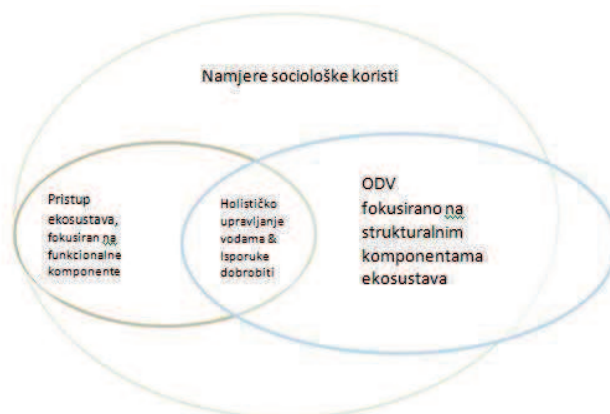 Namjere sociološke koristi
Pristup
ekosustava,
fokusiran na
funkcionalne
komponente
Holističko
upravljanje
vodama &
Isporuke
dobrobiti
ODV
fokusirano na
strukturalnim
komponentama
ekosustava